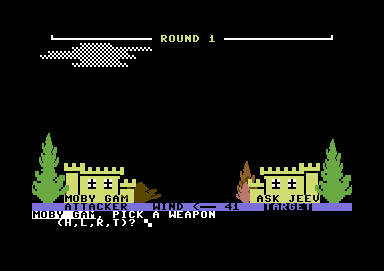 ROUND 1
MOBY GAM ASK JEEV
ATTACKER WIND <-- 41 TARGET
MOBY GAM, PICK A WEAPON
(H,L,R,T)?